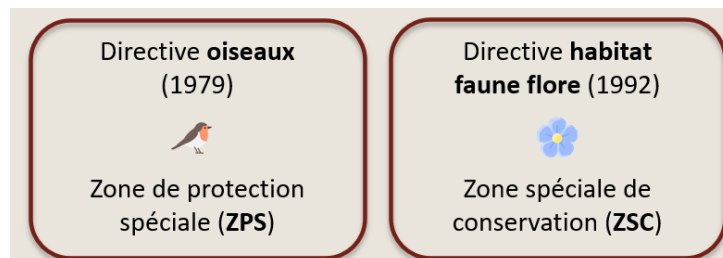 Directive oiseaux
(1979)
Zone de protection
spéciale (ZPS)
Directive habitat
faune flore (1992)
Zone spéciale de
conservation (ZSC)